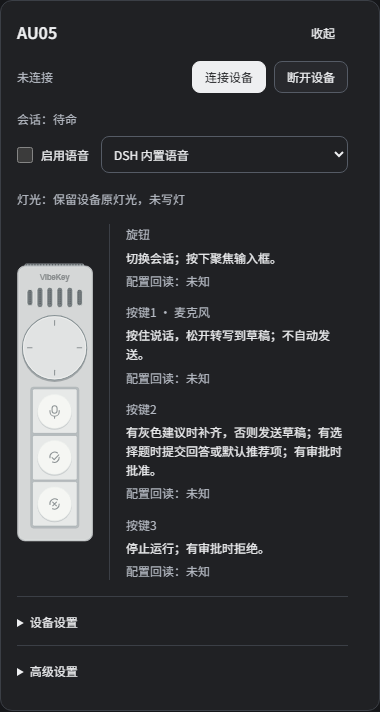 AU05
收起
未连接
连接设备
断开设备
会话：待命
启用语音
DSH 内置语音
灯光：保留设备原灯光，未写灯
VibeKey
旋钮
切换会话；按下聚焦输入框。
配置回读：未知
按键1 · 麦克风
按住说话，松开转写到草稿；不自动发
送。
配置回读：未知
按键2
有灰色建议时补齐，否则发送草稿；有选
择题时提交回答或默认推荐项；有审批时
批准。
配置回读：未知
按键3
停止运行；有审批时拒绝。
配置回读：未知
设备设置
高级设置